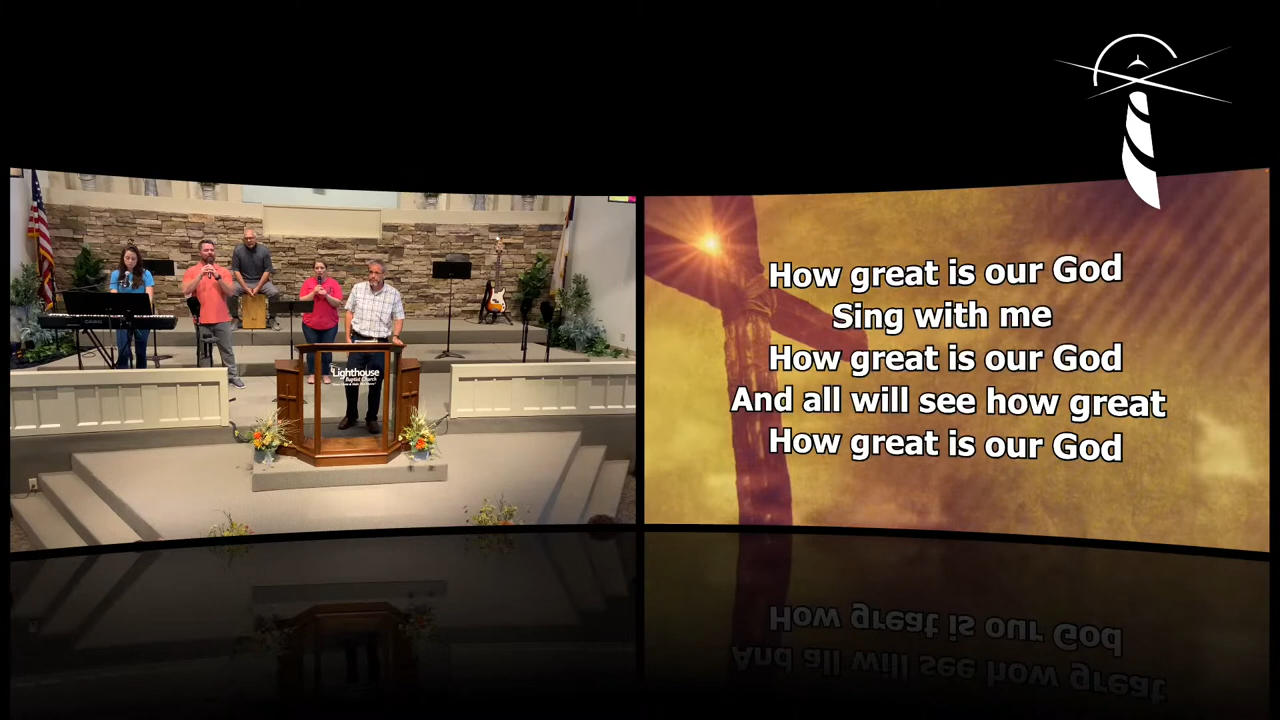 Lighthouse
Baptist Church
CASIO
How great is our God
Sing with me
How great is our God
And all will see how great
How great is our God